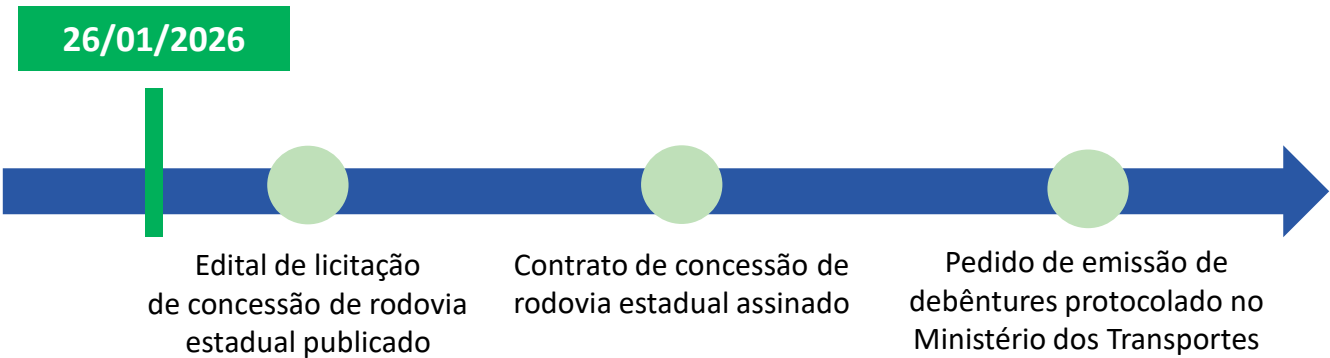 26/01/2026
Edital de licitação
de concessão de rodovia
estadual publicado
Contrato de concessão de
rodovia estadual assinado
Pedido de emissão de
debêntures protocolado no
Ministério dos Transportes